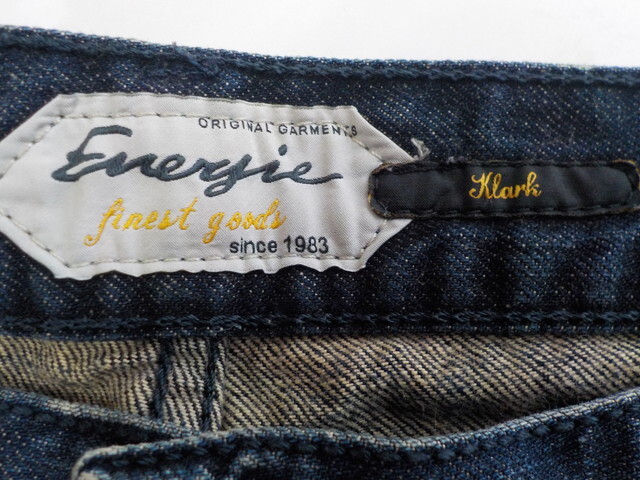 ORIGINAL GARMENTS
Energie
finest goods
since 1983
Klark